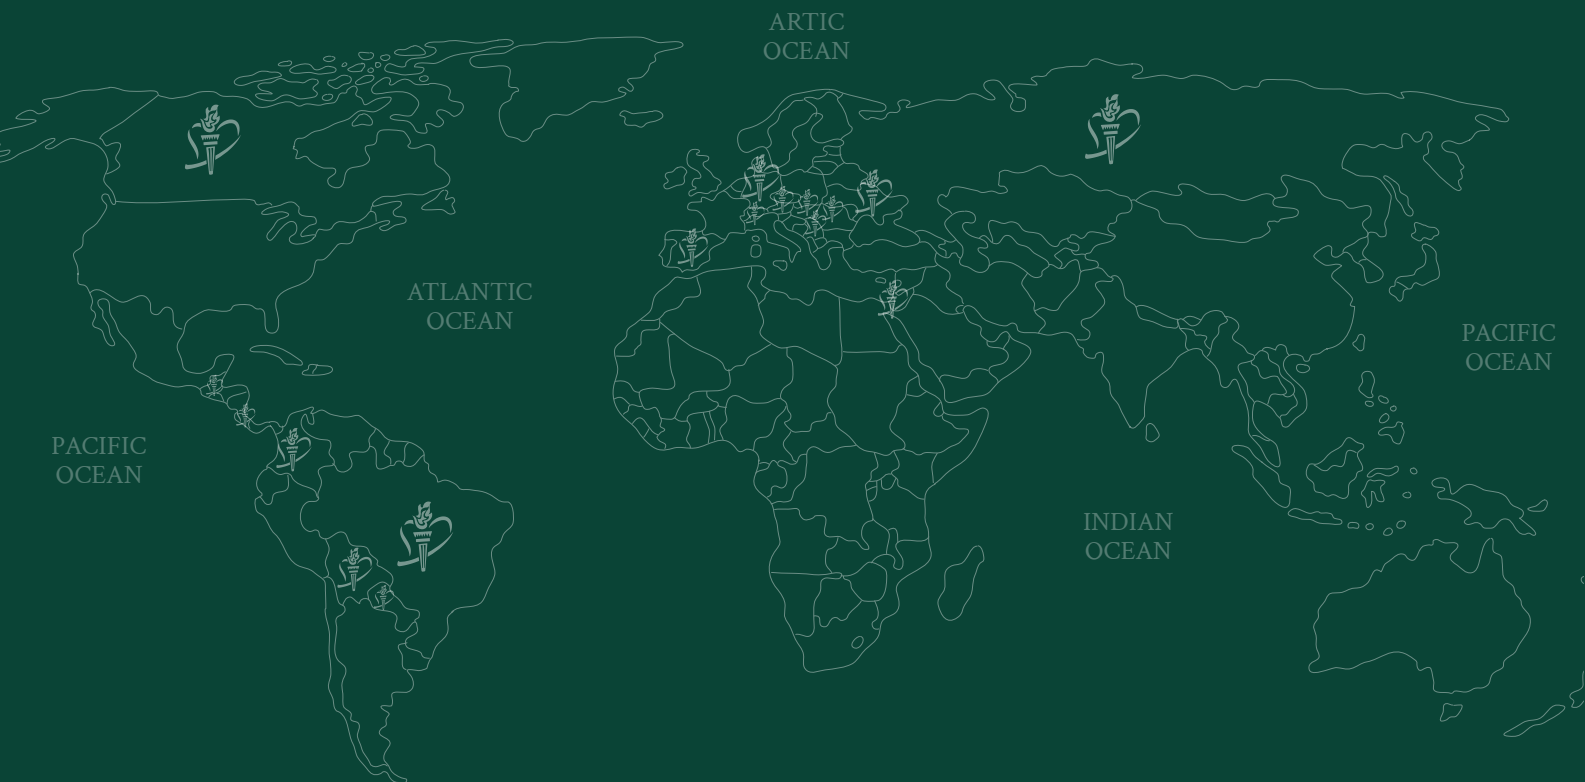 ARTIC
OCEAN
ATLANTIC
OCEAN
PACIFIC
OCEAN
PACIFIC
OCEAN
INDIAN
OCEAN